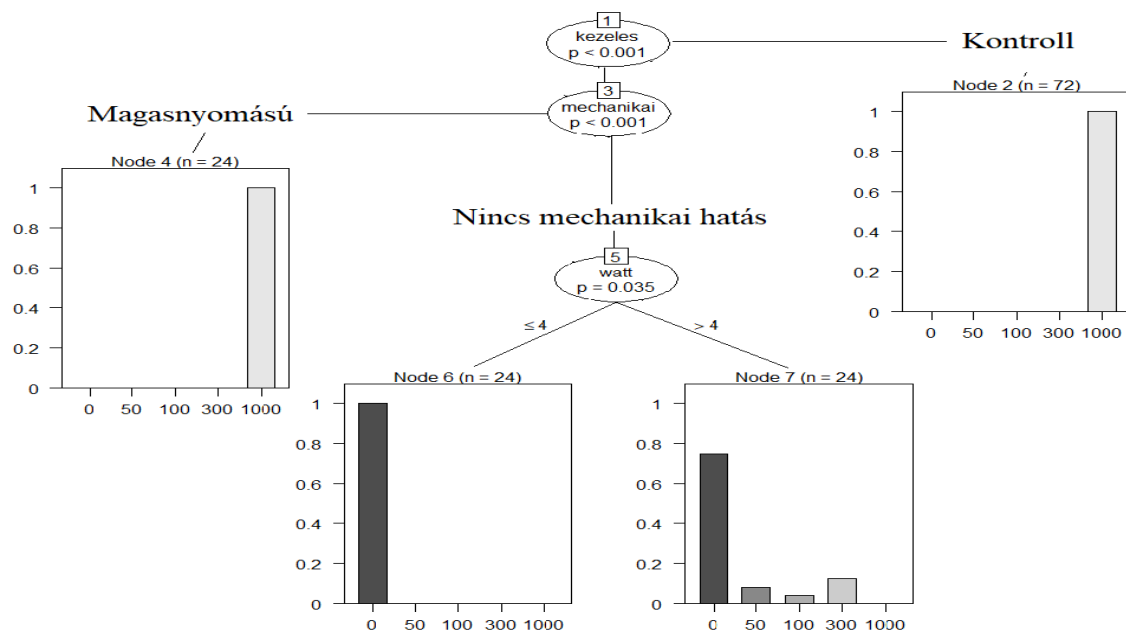 1
kezeles
p < 0.001
Kontroll
3
mechanikai
p < 0.001
Magasnyomású
Node 2 (n = 72)
1
0.8
0.6
0.4
0.2
0
0 50 100 300 1000
Node 4 (n = 24)
1
0.8
0.6
0.4
0.2
0
0 50 100 300 1000
Nincs mechanikai hatás
5
watt
p = 0.035
≤ 4
> 4
Node 6 (n = 24)
1
0.8
0.6
0.4
0.2
0
0 50 100 300 1000
Node 7 (n = 24)
1
0.8
0.6
0.4
0.2
0
0 50 100 300 1000